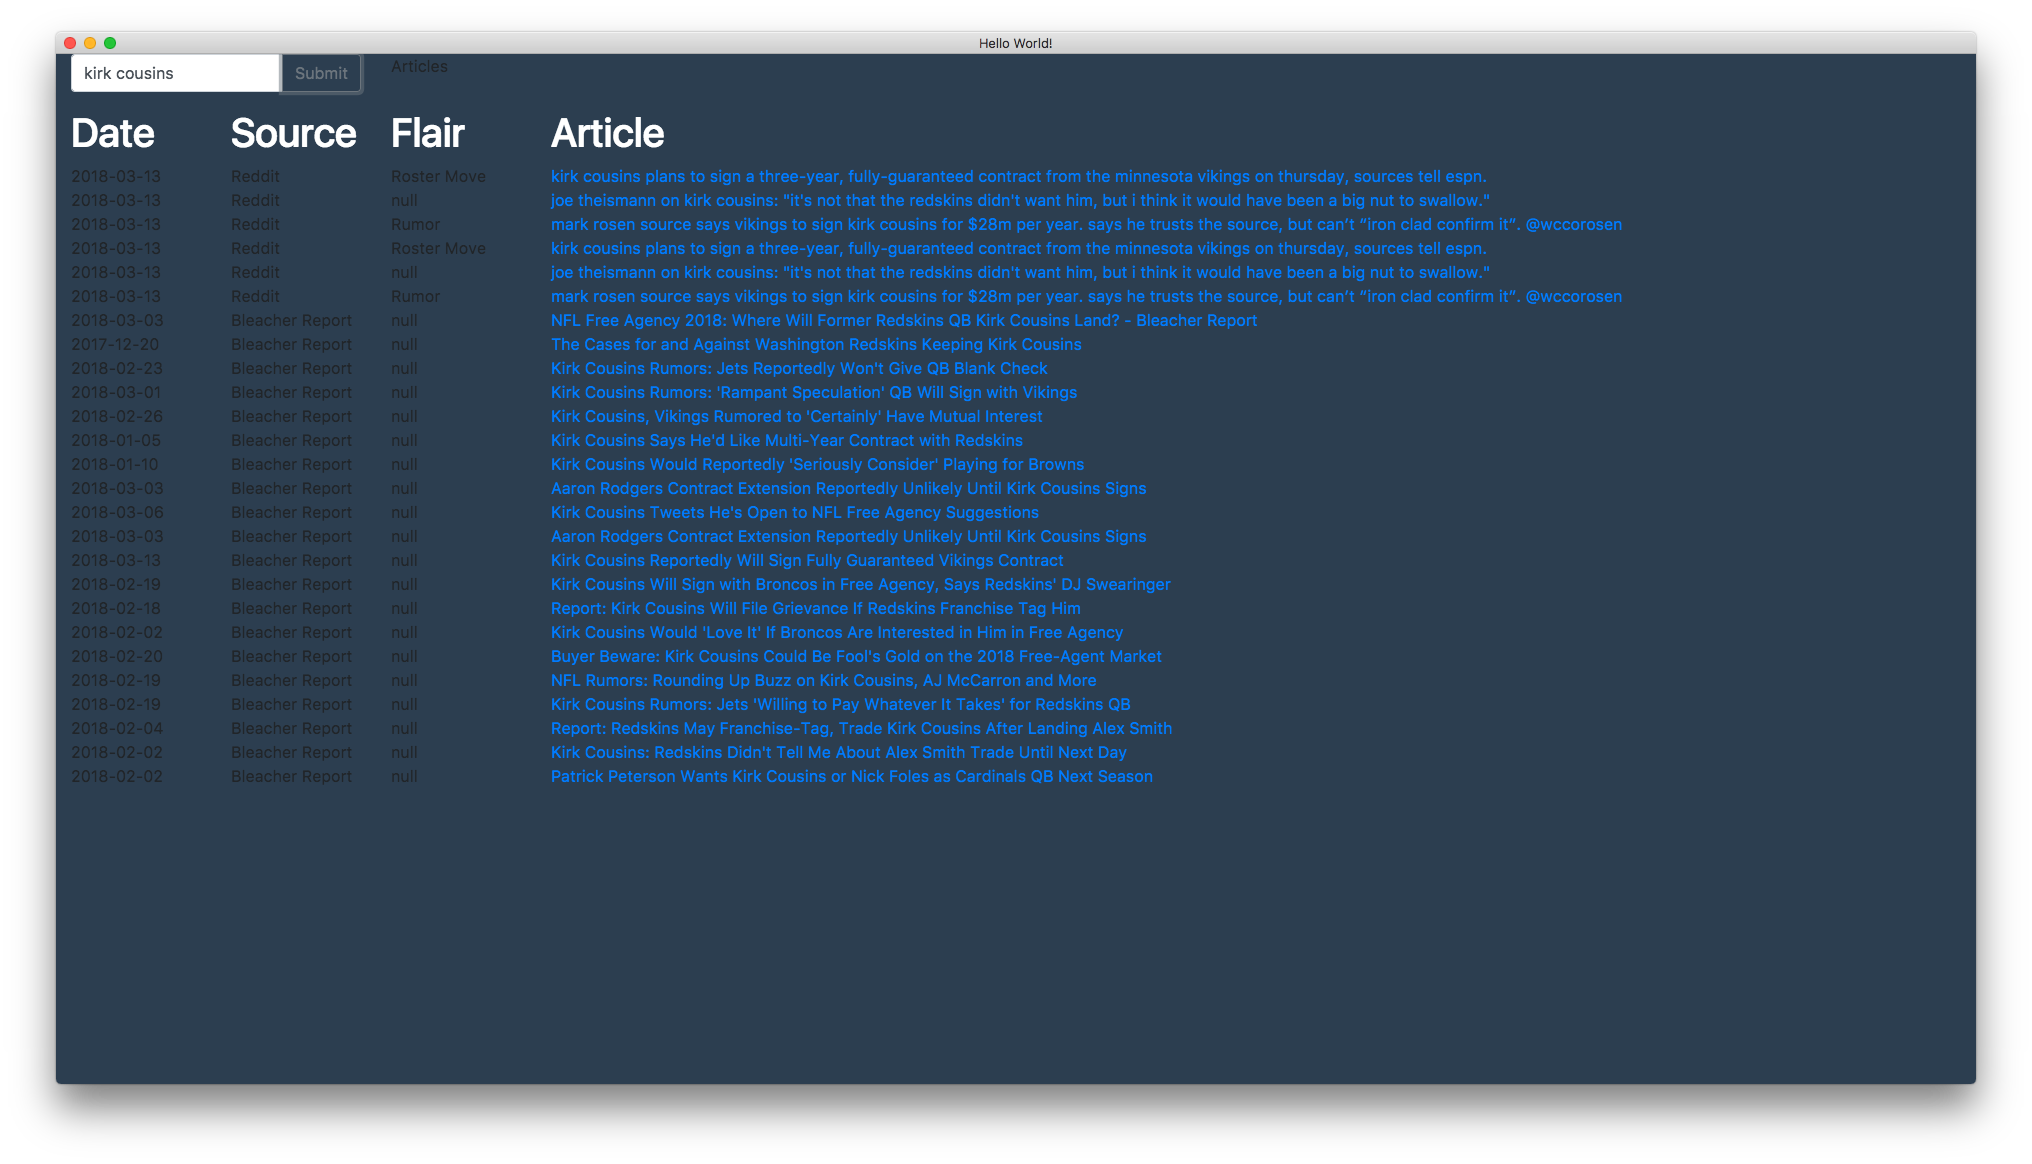 Hello World!
kirk cousins Submit Articles
Date Source Flair Article
2018-03-13 Reddit Roster Move kirk cousins plans to sign a three-year, fully-guaranteed contract from the minnesota vikings on thursday, sources tell espn.
2018-03-13 Reddit null joe theismann on kirk cousins: "it's not that the redskins didn't want him, but i think it would have been a big nut to swallow."
2018-03-13 Reddit Rumor mark rosen source says vikings to sign kirk cousins for $28m per year. says he trusts the source, but can’t “iron clad confirm it”. @wccorosen
2018-03-13 Reddit Roster Move kirk cousins plans to sign a three-year, fully-guaranteed contract from the minnesota vikings on thursday, sources tell espn.
2018-03-13 Reddit null joe theismann on kirk cousins: "it's not that the redskins didn't want him, but i think it would have been a big nut to swallow."
2018-03-13 Reddit Rumor mark rosen source says vikings to sign kirk cousins for $28m per year. says he trusts the source, but can’t “iron clad confirm it”. @wccorosen
2018-03-03 Bleacher Report null NFL Free Agency 2018: Where Will Former Redskins QB Kirk Cousins Land? - Bleacher Report
2017-12-20 Bleacher Report null The Cases for and Against Washington Redskins Keeping Kirk Cousins
2018-02-23 Bleacher Report null Kirk Cousins Rumors: Jets Reportedly Won't Give QB Blank Check
2018-03-01 Bleacher Report null Kirk Cousins Rumors: 'Rampant Speculation' QB Will Sign with Vikings
2018-02-26 Bleacher Report null Kirk Cousins, Vikings Rumored to 'Certainly' Have Mutual Interest
2018-01-05 Bleacher Report null Kirk Cousins Says He'd Like Multi-Year Contract with Redskins
2018-01-10 Bleacher Report null Kirk Cousins Would Reportedly 'Seriously Consider' Playing for Browns
2018-03-03 Bleacher Report null Aaron Rodgers Contract Extension Reportedly Unlikely Until Kirk Cousins Signs
2018-03-06 Bleacher Report null Kirk Cousins Tweets He's Open to NFL Free Agency Suggestions
2018-03-03 Bleacher Report null Aaron Rodgers Contract Extension Reportedly Unlikely Until Kirk Cousins Signs
2018-03-13 Bleacher Report null Kirk Cousins Reportedly Will Sign Fully Guaranteed Vikings Contract
2018-02-19 Bleacher Report null Kirk Cousins Will Sign with Broncos in Free Agency, Says Redskins' DJ Swearinger
2018-02-18 Bleacher Report null Report: Kirk Cousins Will File Grievance If Redskins Franchise Tag Him
2018-02-02 Bleacher Report null Kirk Cousins Would 'Love It' If Broncos Are Interested in Him in Free Agency
2018-02-20 Bleacher Report null Buyer Beware: Kirk Cousins Could Be Fool's Gold on the 2018 Free-Agent Market
2018-02-19 Bleacher Report null NFL Rumors: Rounding Up Buzz on Kirk Cousins, AJ McCarron and More
2018-02-19 Bleacher Report null Kirk Cousins Rumors: Jets 'Willing to Pay Whatever It Takes' for Redskins QB
2018-02-04 Bleacher Report null Report: Redskins May Franchise-Tag, Trade Kirk Cousins After Landing Alex Smith
2018-02-02 Bleacher Report null Kirk Cousins: Redskins Didn't Tell Me About Alex Smith Trade Until Next Day
2018-02-02 Bleacher Report null Patrick Peterson Wants Kirk Cousins or Nick Foles as Cardinals QB Next Season